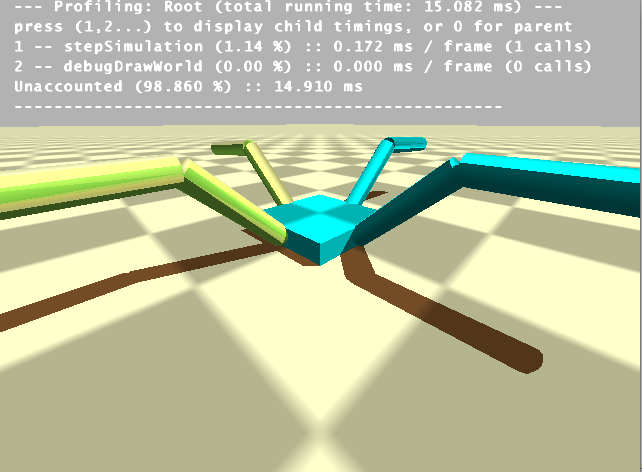 --- Profiling: Root (total running time: 15.082 ms) ---
press (1,2...) to display child timings, or 0 for parent
1 -- stepSimulation (1.14 %) :: 0.172 ms / frame (1 calls)
2 -- debugDrawWorld (0.00 %) :: 0.000 ms / frame (0 calls)
Unaccounted (98.860 %) :: 14.910 ms
-------------------------------------------------